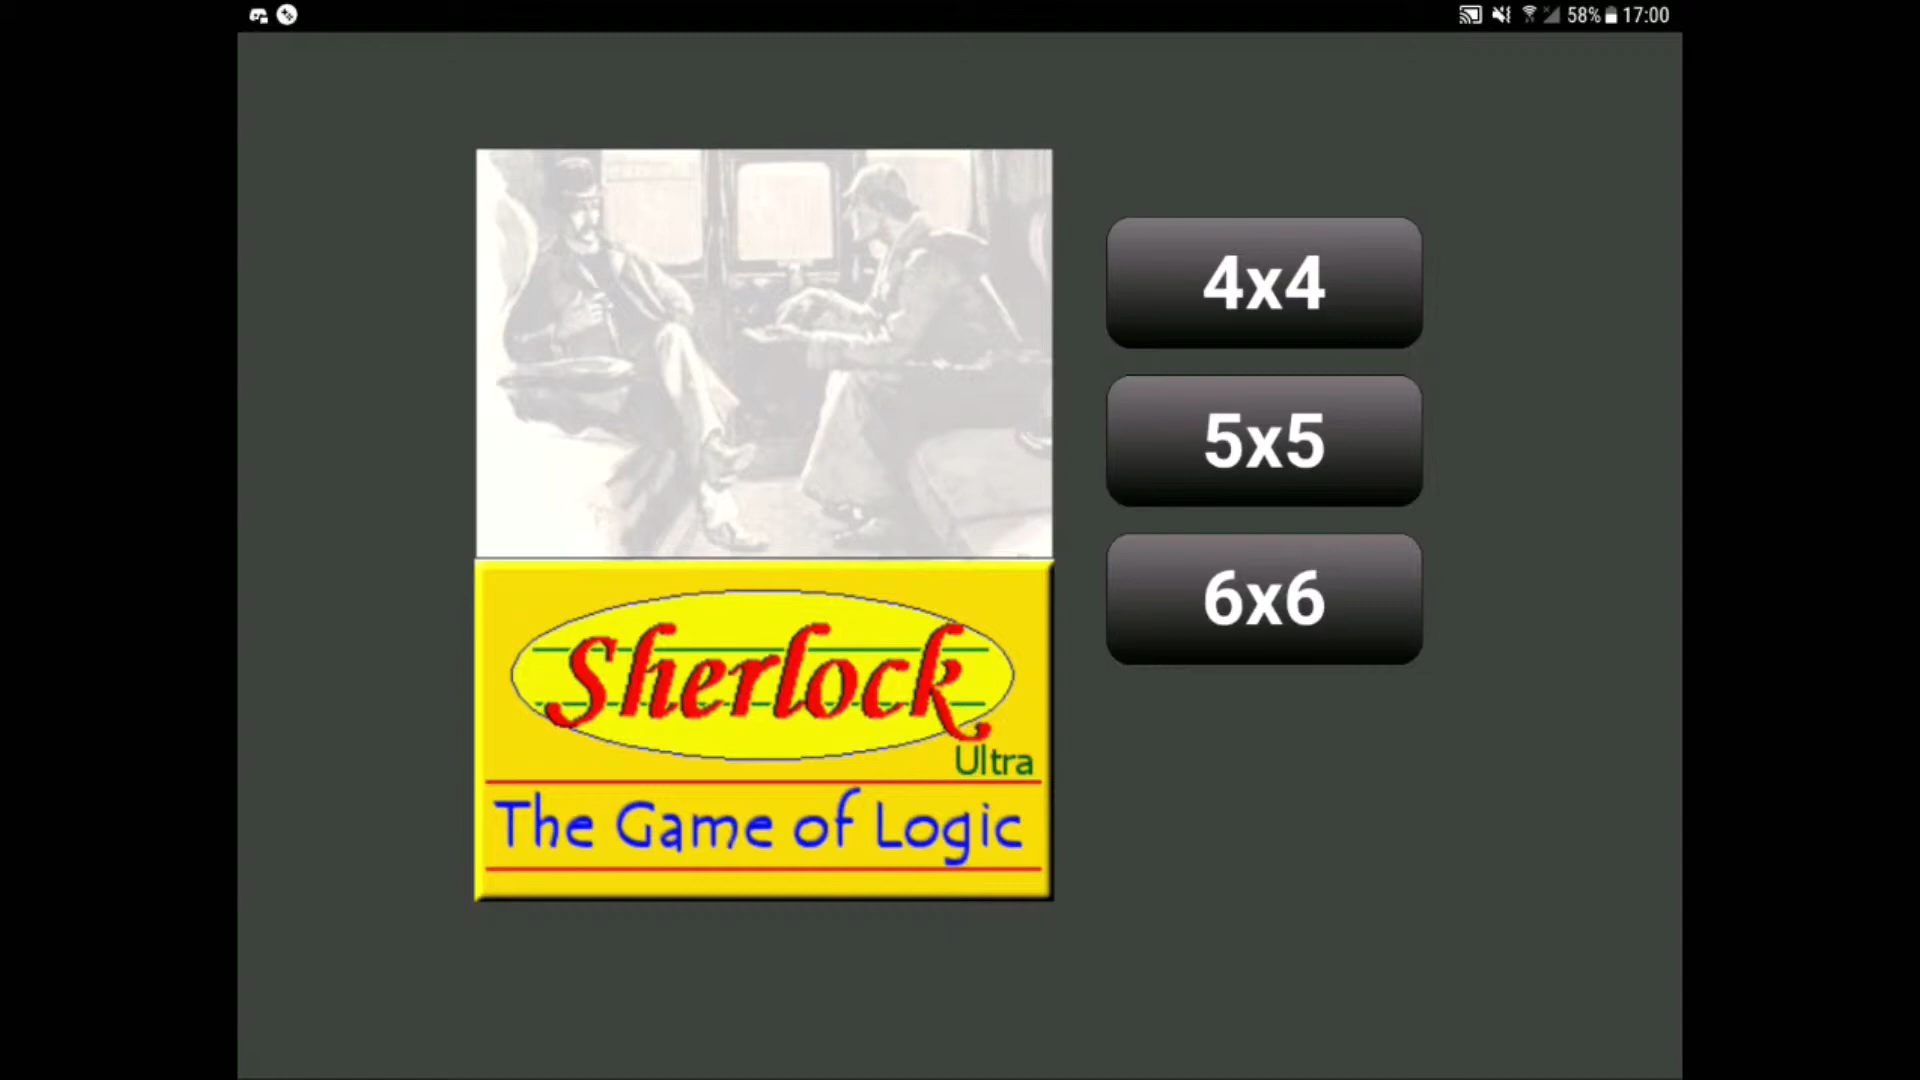 58% 17:00
4x4
5x5
6x6
Sherlock
Ultra
The Game of Logic